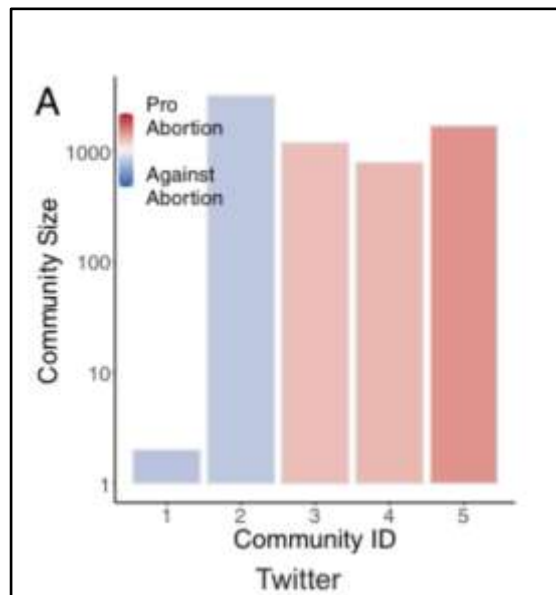 A
Pro
Abortion
Against
Abortion
Community Size
1000
100
10
1
1 2 3 4 5
Community ID
Twitter